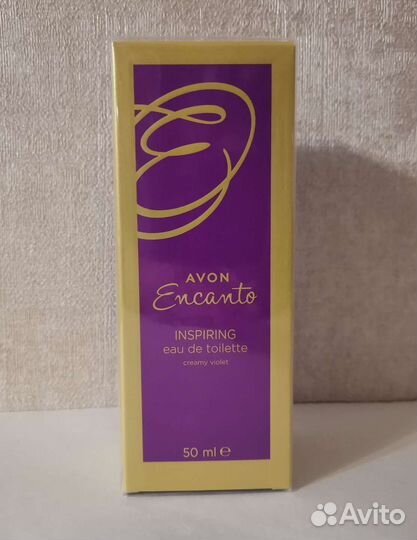 AVON
Encanto
INSPIRING
eau de toilette
creamy violet
50 ml ℮
Avito